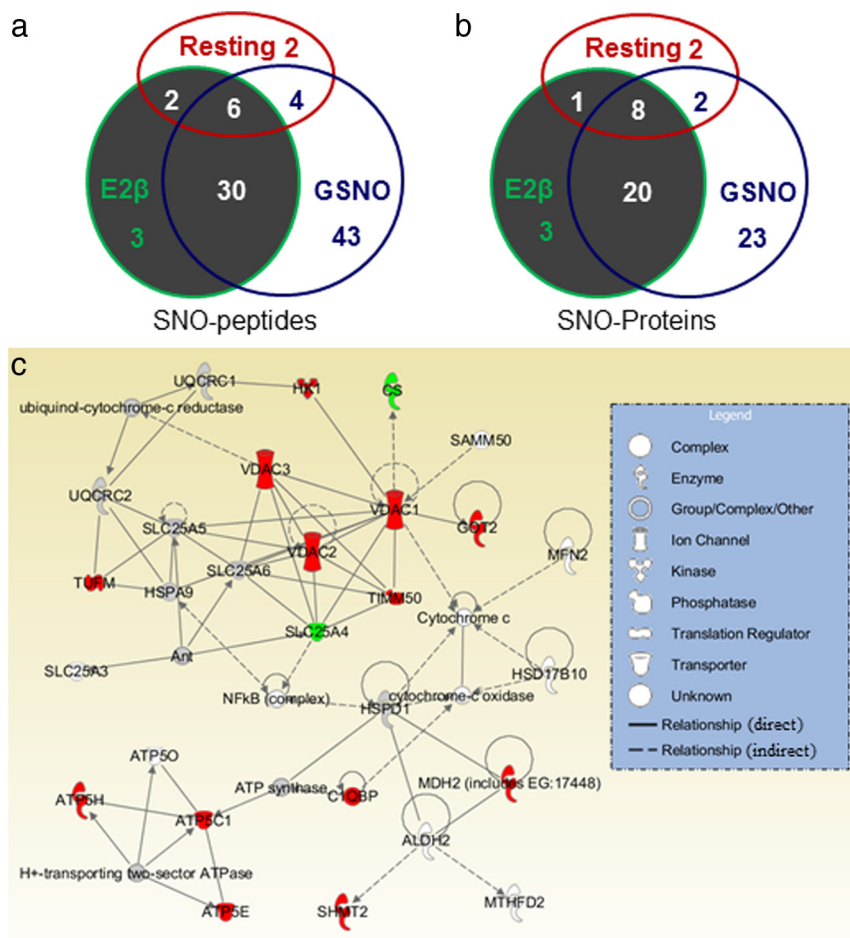 a
Resting 2
2
6
4
E2β
30
GSNO
3
43
SNO-peptides
b
Resting 2
1
8
2
E2β
20
GSNO
3
23
SNO-Proteins
c
UQCRC1
HK1
CS
ubiquinol-cytochrome-c reductase
SAMM50
VDAC3
UQCRC2
VDAC1
SLC25A5
GOT2
VDAC2
MFN2
SLC25A6
TUFM
HSPA9
TIMM50
Cytochrome c
SLC25A4
Ant
SLC25A3
HSD17B10
NFkB (complex)
cytochrome-c oxidase
HSPD1
ATP5O
ATP synthase
MDH2 (includes EG:17448)
ATP5H
C1QBP
ATP5C1
ALDH2
H+-transporting two-sector ATPase
ATP5E
SHMT2
MTHFD2
Legend
Complex
Enzyme
Group/Complex/Other
Ion Channel
Kinase
Phosphatase
Translation Regulator
Transporter
Unknown
Relationship (direct)
Relationship (indirect)